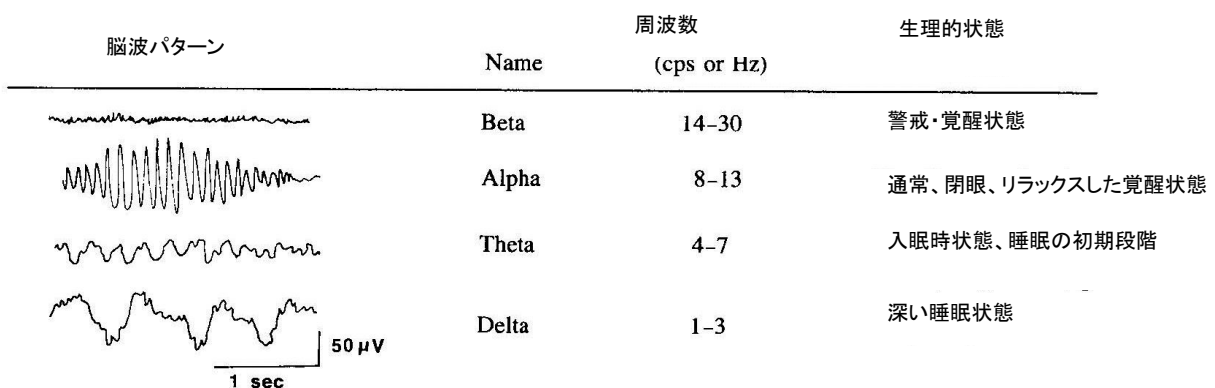 脳波パターン Name 周波数 (cps or Hz) 生理的状態
Beta 14–30 警戒・覚醒状態
Alpha 8–13 通常、閉眼、リラックスした覚醒状態
Theta 4–7 入眠時状態、睡眠の初期段階
Delta 1–3 深い睡眠状態
50 μV
1 sec